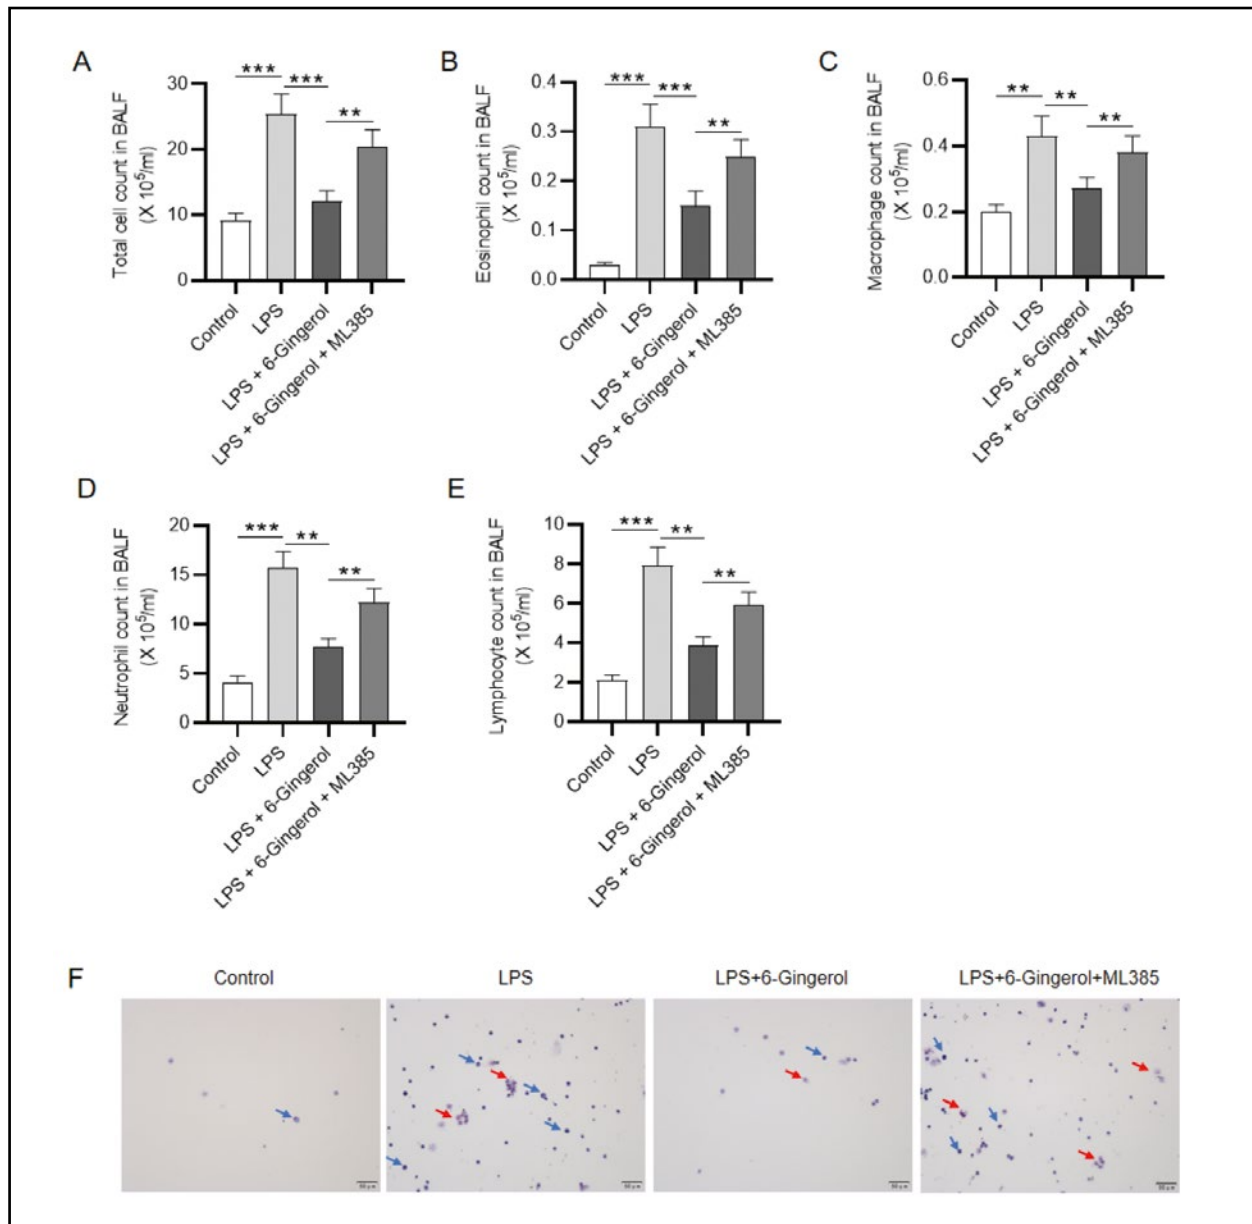 A
Total cell count in BALF
(X 10⁵/ml)
30
20
10
0
***
***
**
Control
LPS
LPS + 6-Gingerol
LPS + 6-Gingerol + ML385
B
Eosinophil count in BALF
(X 10⁵/ml)
0.4
0.3
0.2
0.1
0.0
***
***
**
Control
LPS
LPS + 6-Gingerol
LPS + 6-Gingerol + ML385
C
Macrophage count in BALF
(X 10⁵/ml)
0.6
0.4
0.2
0.0
**
**
**
Control
LPS
LPS + 6-Gingerol
LPS + 6-Gingerol + ML385
D
Neutrophil count in BALF
(X 10⁵/ml)
20
15
10
5
0
***
**
**
Control
LPS
LPS + 6-Gingerol
LPS + 6-Gingerol + ML385
E
Lymphocyte count in BALF
(X 10⁵/ml)
10
8
6
4
2
0
***
**
**
Control
LPS
LPS + 6-Gingerol
LPS + 6-Gingerol + ML385
F
Control
LPS
LPS+6-Gingerol
LPS+6-Gingerol+ML385